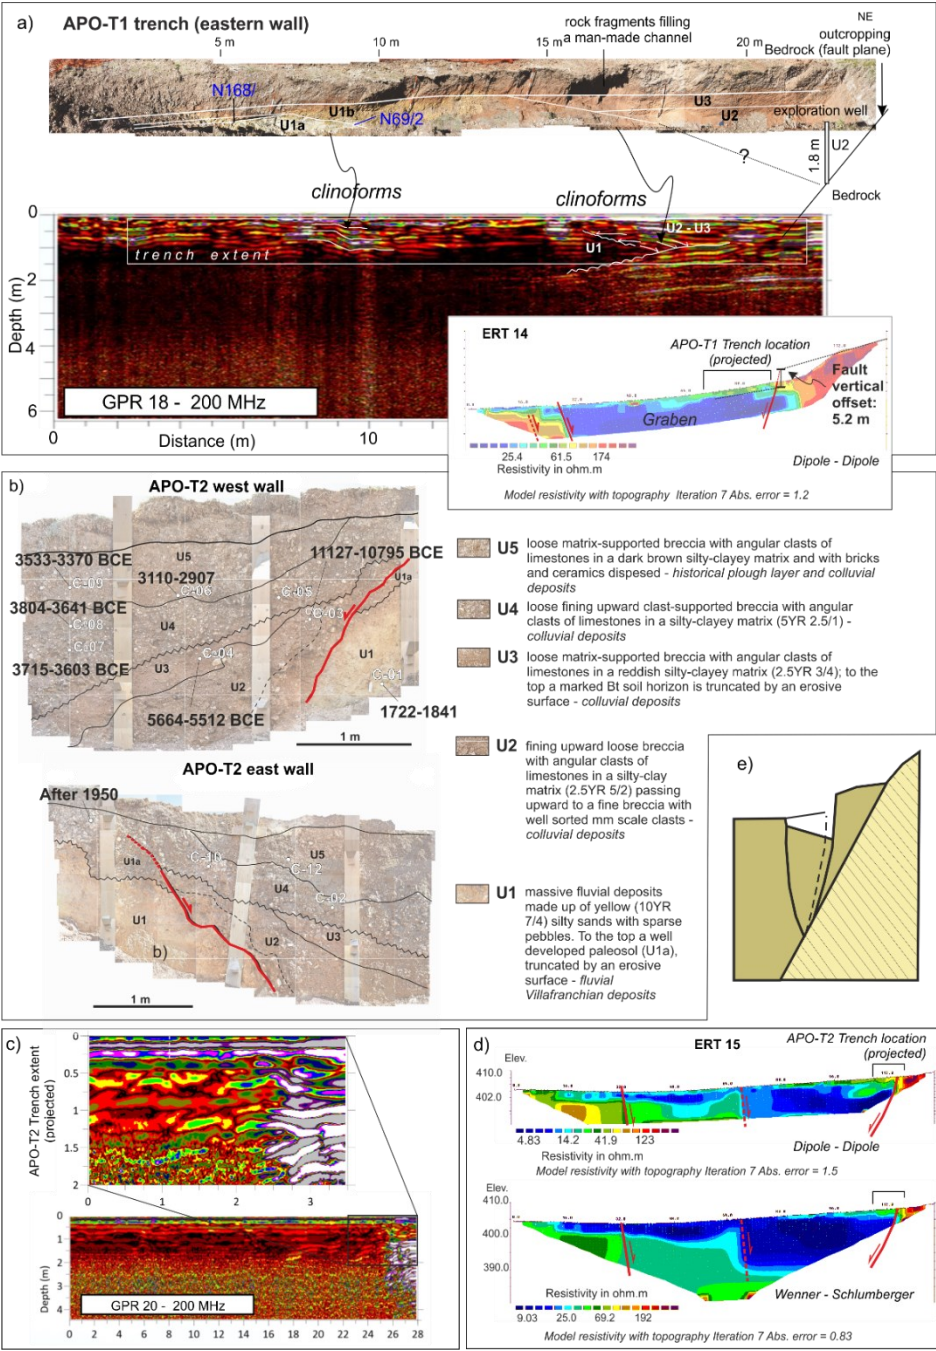 a)
APO-T1 trench (eastern wall)
rock fragments filling
a man-made channel
NE
outcropping
Bedrock (fault plane)
5 m
10 m
15 m
20 m
N168/
U1b
U1a
N69/2
U3
U2
exploration well
1.8 m
U2
?
Bedrock
clinoforms
clinoforms
0
2
4
6
Depth (m)
U2 - U3
U1
trench extent
GPR 18 - 200 MHz
0
Distance (m)
10
ERT 14
APO-T1 Trench location
(projected)
Fault
vertical
offset:
5.2 m
Graben
25.4 61.5 174
Resistivity in ohm.m
Dipole - Dipole
Model resistivity with topography Iteration 7 Abs. error = 1.2
b)
APO-T2 west wall
3533-3370 BCE
U5
11127-10795 BCE
3110-2907
C-09
C-06
C-05
U1a
3804-3641 BCE
C-08
U4
C-03
C-07
C-04
U1
3715-3603 BCE
U3
U2
C-01
5664-5512 BCE
1722-1841
1 m
APO-T2 east wall
After 1950
C-10
U5
U1a
C-12
U4
C-02
U1
U3
U2
b)
1 m
U5 loose matrix-supported breccia with angular clasts of
limestones in a dark brown silty-clayey matrix and with bricks
and ceramics dispesed - historical plough layer and colluvial
deposits
U4 loose fining upward clast-supported breccia with angular
clasts of limestones in a silty-clayey matrix (5YR 2.5/1) -
colluvial deposits
U3 loose matrix-supported breccia with angular clasts of
limestones in a reddish silty-clayey matrix (2.5YR 3/4); to the
top a marked Bt soil horizon is truncated by an erosive
surface - colluvial deposits
U2 fining upward loose breccia
with angular clasts of
limestones in a silty-clay
matrix (2.5YR 5/2) passing
upward to a fine breccia with
well sorted mm scale clasts -
colluvial deposits
U1 massive fluvial deposits
made up of yellow (10YR
7/4) silty sands with sparse
pebbles. To the top a well
developed paleosol (U1a),
truncated by an erosive
surface - fluvial
Villafranchian deposits
e)
c)
APO-T2 Trench extent
(projected)
0
0.5
1
1.5
2
0 1 2 3
0
1
2
3
4
Depth (m)
GPR 20 - 200 MHz
0 2 4 6 8 10 12 14 16 18 20 22 24 26 28
d)
ERT 15
APO-T2 Trench location
(projected)
Elev.
410.0
402.0
4.83 14.2 41.9 123
Resistivity in ohm.m
Dipole - Dipole
Model resistivity with topography Iteration 7 Abs. error = 1.5
Elev.
410.0
400.0
390.0
Wenner - Schlumberger
Resistivity in ohm.m
9.03 25.0 69.2 192
Model resistivity with topography Iteration 7 Abs. error = 0.83